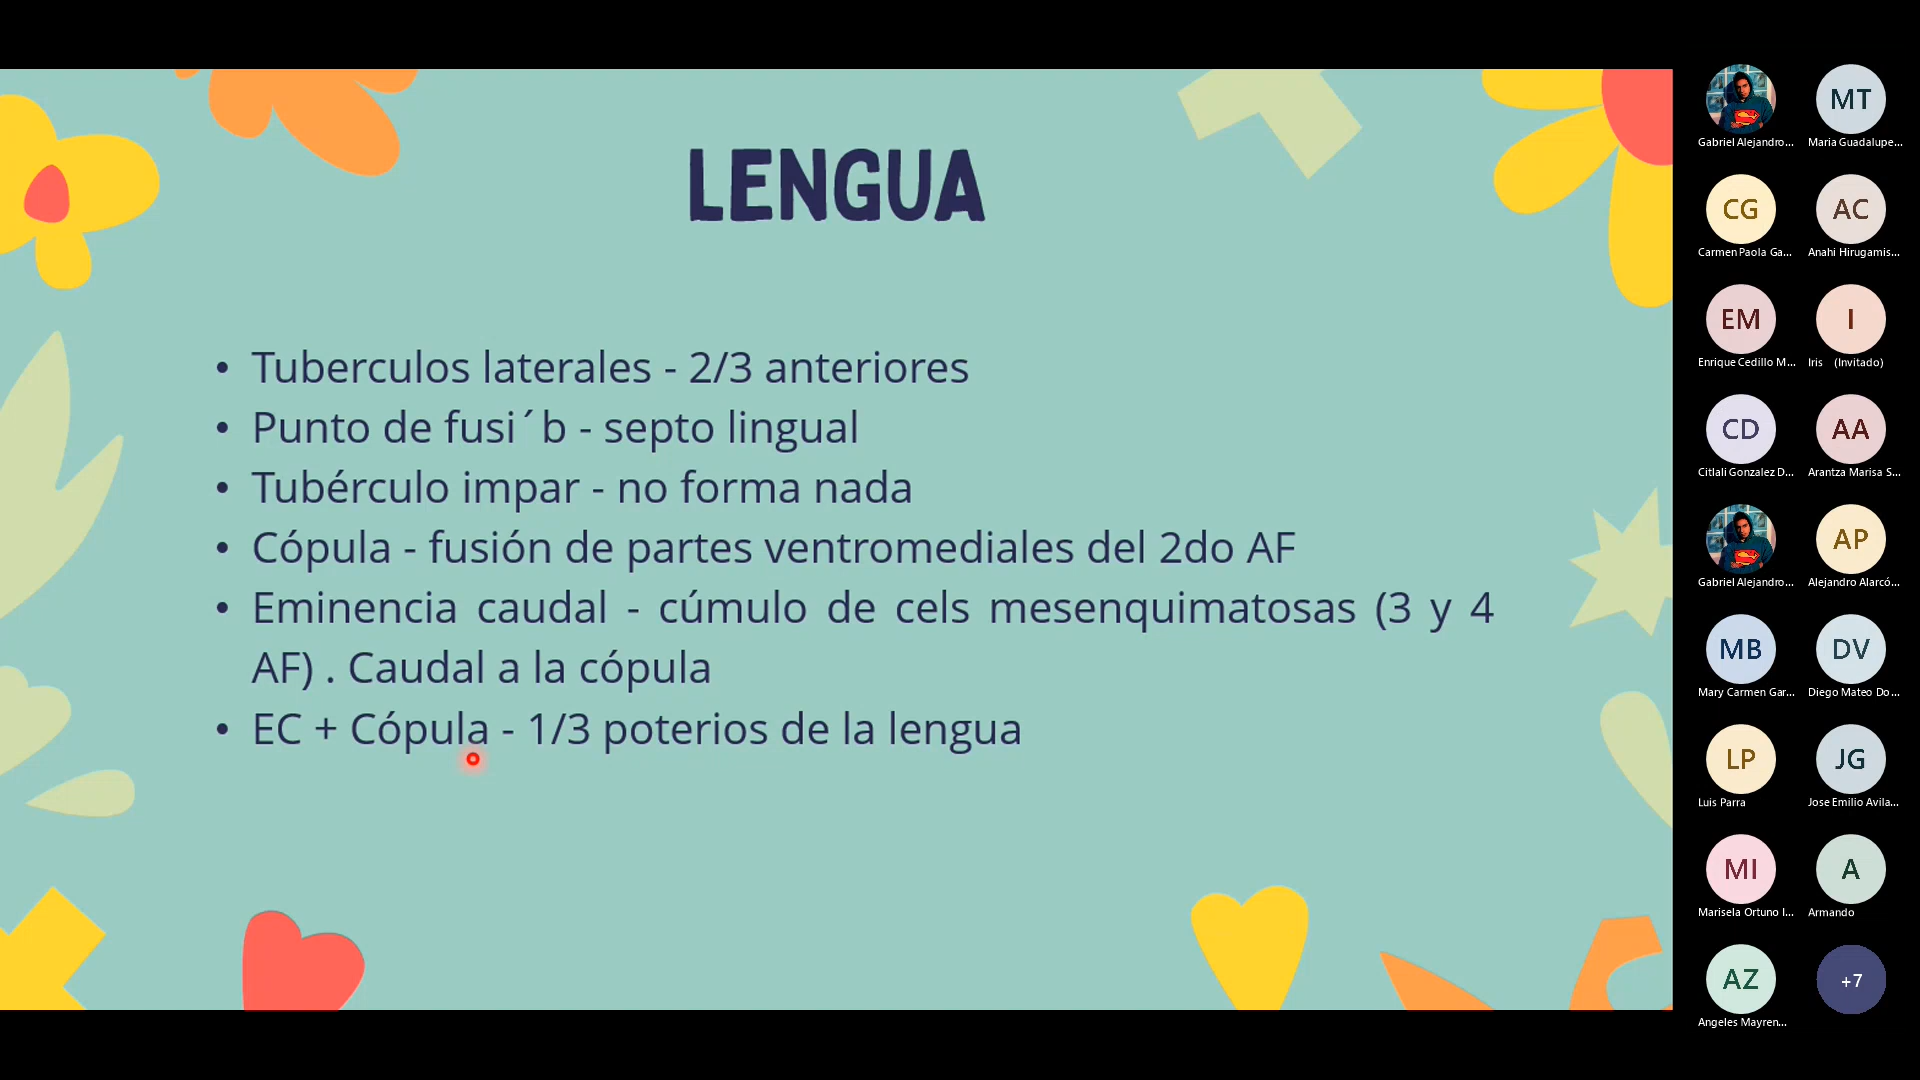 LENGUA
• Tuberculos laterales - 2/3 anteriores
• Punto de fusi´b - septo lingual
• Tubérculo impar - no forma nada
• Cópula - fusión de partes ventromediales del 2do AF
• Eminencia caudal - cúmulo de cels mesenquimatosas (3 y 4
AF) . Caudal a la cópula
• EC + Cópula - 1/3 poterios de la lengua
MT
Gabriel Alejandro...
Maria Guadalupe...
CG
AC
Carmen Paola Ga...
Anahi Hirugamis...
EM
I
Enrique Cedillo M...
Iris (Invitado)
CD
AA
Citlali Gonzalez D...
Arantza Marisa S...
AP
Gabriel Alejandro...
Alejandro Alarcó...
MB
DV
Mary Carmen Gar...
Diego Mateo Do...
LP
JG
Luis Parra
Jose Emilio Avila...
MI
A
Marisela Ortuno I...
Armando
AZ
+7
Angeles Mayren...